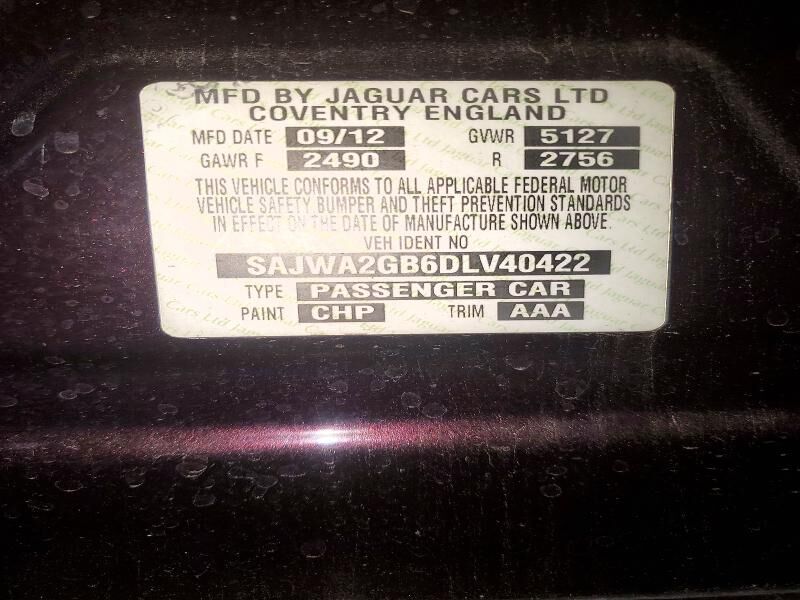 MFD BY JAGUAR CARS LTD
COVENTRY ENGLAND
MFD DATE 09/12 GVWR 5127
GAWR F 2490 R 2756
THIS VEHICLE CONFORMS TO ALL APPLICABLE FEDERAL MOTOR
VEHICLE SAFETY BUMPER AND THEFT PREVENTION STANDARDS
IN EFFECT ON THE DATE OF MANUFACTURE SHOWN ABOVE.
VEH IDENT NO
SAJWA2GB6DLV40422
TYPE PASSENGER CAR
PAINT CHP TRIM AAA